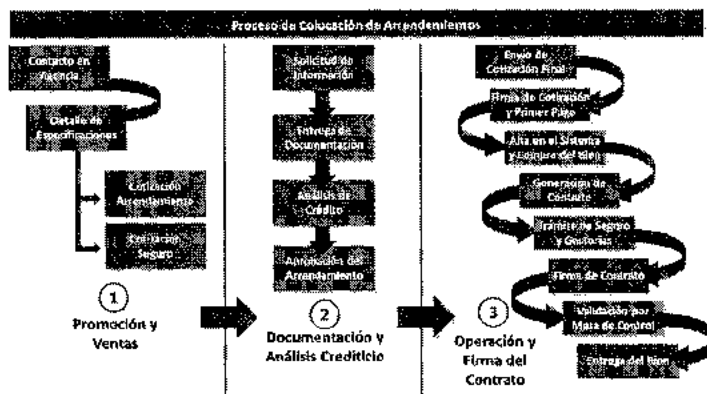 Proceso de Colocación de Arrendamientos
Contacto en
Agencia
Detalle de
Especificaciones
Cotización
Arrendamiento
Cotización
Seguro
1
Promoción y
Ventas
Solicitud de
Información
Entrega de
Documentación
Análisis de
Crédito
Aprobación del
Arrendamiento
2
Documentación y
Análisis Crediticio
Envío de
Cotización Final
Firma de Cotización
y Primer Pago
Alta en el Sistema
y Compra del Bien
Generación de
Contrato
Trámite de Seguro
y Gestorías
Firma de Contrato
Validación por
Mesa de Control
Entrega del Bien
3
Operación y
Firma del
Contrato